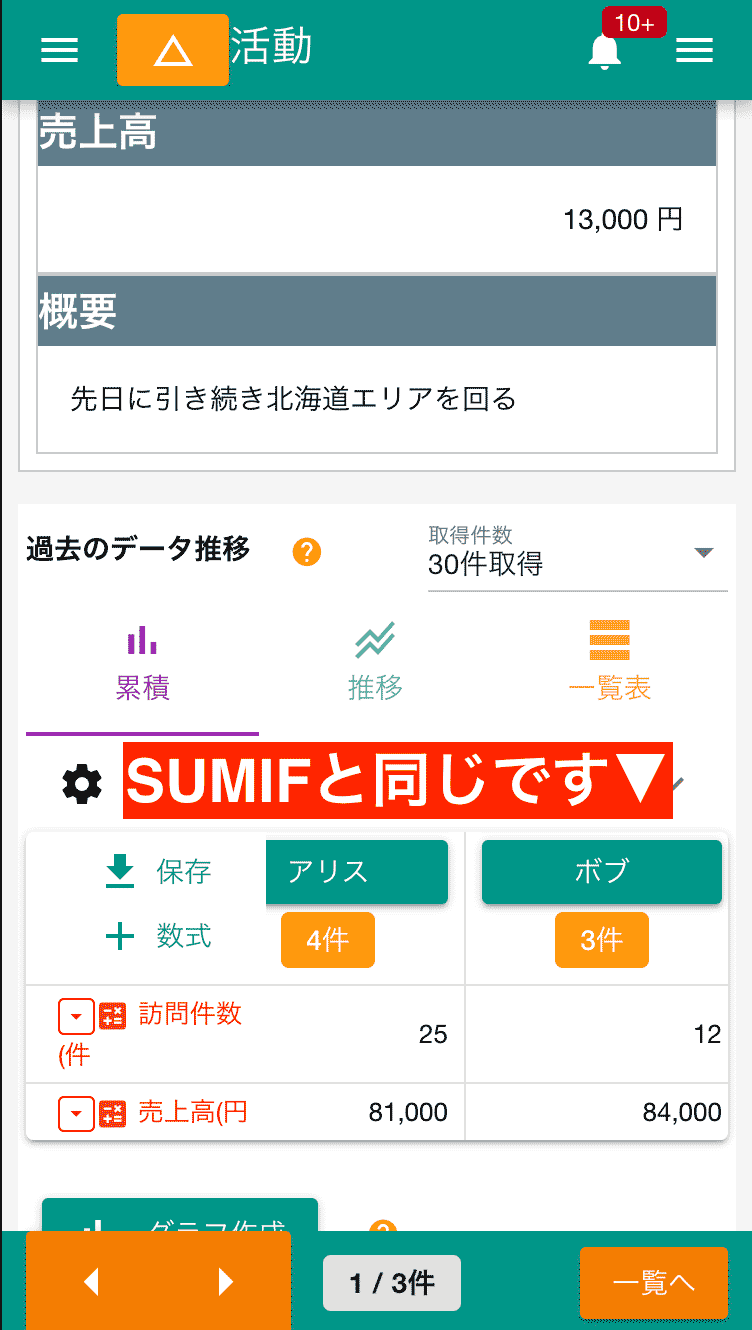 活動
10+
売上高
13,000 円
概要
先日に引き続き北海道エリアを回る
過去のデータ推移
取得件数
30件取得
累積
推移
一覧表
SUMIFと同じです▼
保存
アリス
ボブ
数式
4件
3件
訪問件数
(件
25
12
売上高(円
81,000
84,000
グラフ作成
1 / 3件
一覧へ